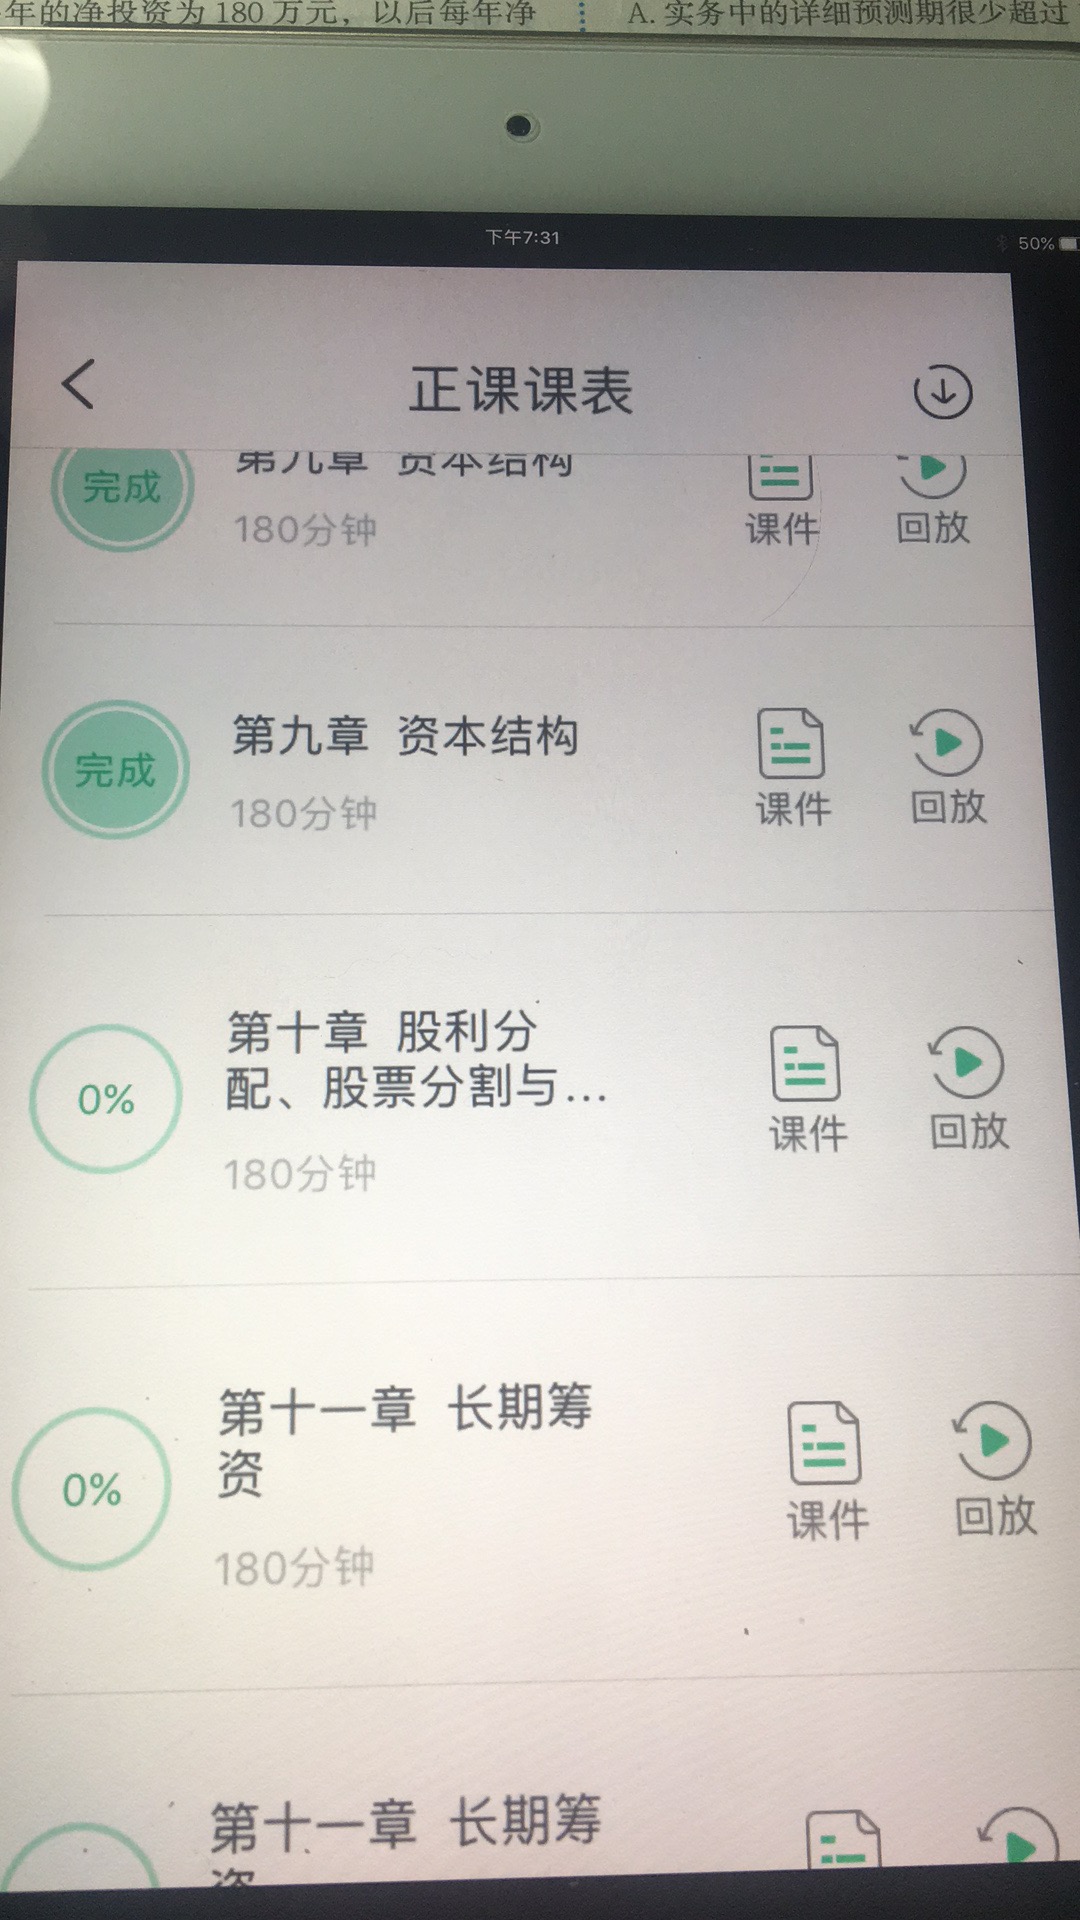 年的净投资为 180 万元，以后每年净
A. 实务中的详细预测期很少超过
下午7:31
50%
正课课表
完成
第九章 资本结构
180分钟
课件
回放
完成
第九章 资本结构
180分钟
课件
回放
0%
第十章 股利分
配、股票分割与...
180分钟
课件
回放
0%
第十一章 长期筹
资
180分钟
课件
回放
第十一章 长期筹
资